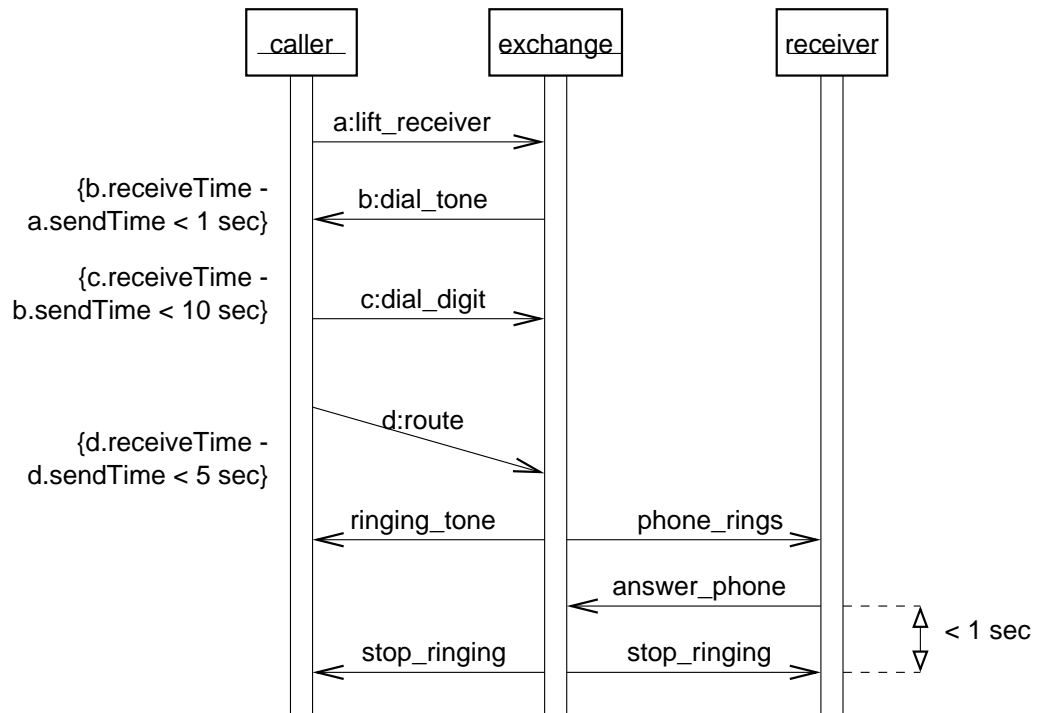 caller
exchange
receiver
a:lift_receiver
{b.receiveTime -
a.sendTime < 1 sec}
b:dial_tone
{c.receiveTime -
b.sendTime < 10 sec}
c:dial_digit
d:route
{d.receiveTime -
d.sendTime < 5 sec}
ringing_tone
phone_rings
answer_phone
< 1 sec
stop_ringing
stop_ringing